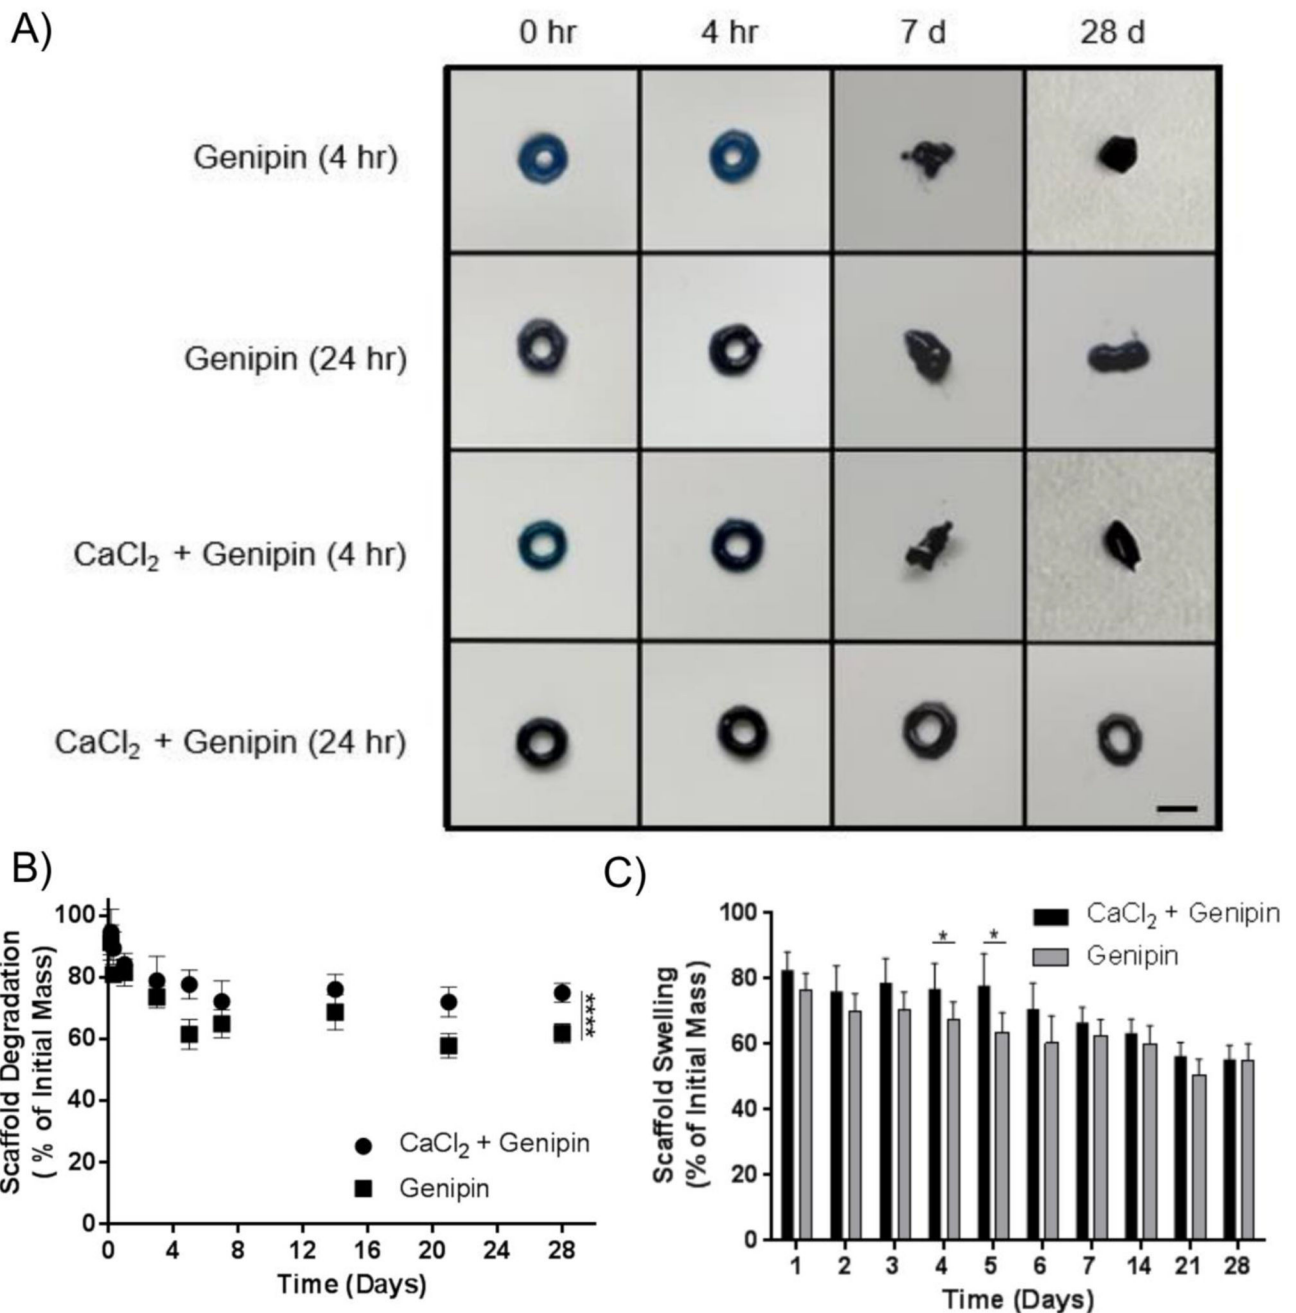 A)
0 hr 4 hr 7 d 28 d
Genipin (4 hr)
Genipin (24 hr)
CaCl₂ + Genipin (4 hr)
CaCl₂ + Genipin (24 hr)
B)
Scaffold Degradation
( % of Initial Mass)
100
80
60
40
20
0
0 4 8 12 16 20 24 28
Time (Days)
****
CaCl₂ + Genipin
Genipin
C)
Scaffold Swelling
(% of Initial Mass)
100
80
60
40
20
0
* *
CaCl₂ + Genipin
Genipin
1 2 3 4 5 6 7 14 21 28
Time (Days)